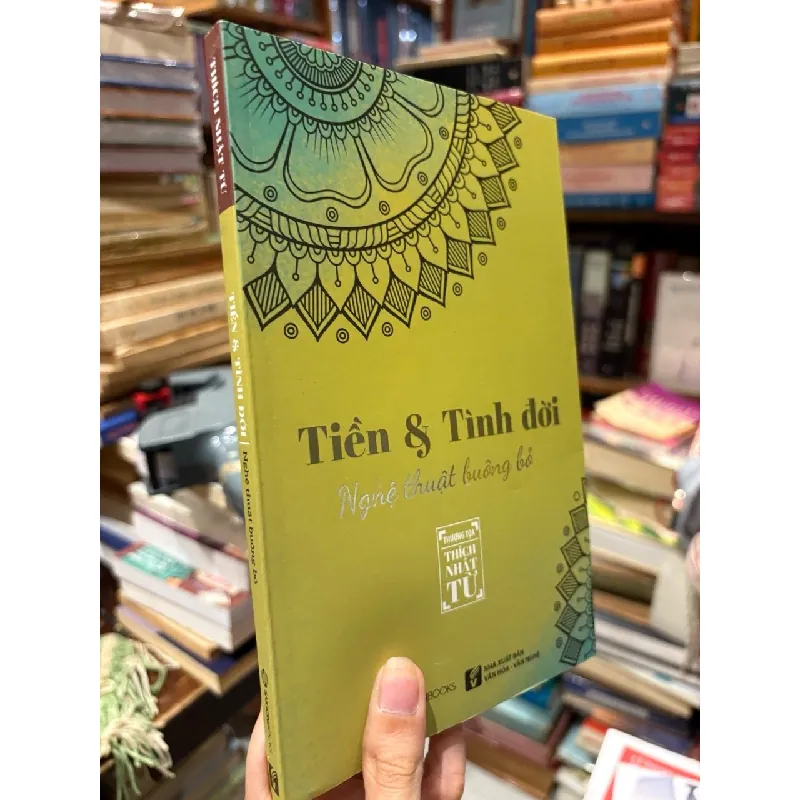 THÍCH NHẬT TỪ
TIỀN & TÌNH ĐỜI | Nghệ thuật buông bỏ
Tiền & Tình đời
Nghệ thuật buông bỏ
THƯỢNG TỌA
THÍCH
NHẬT
TỪ
BOOKS
NHÀ XUẤT BẢN
VĂN HÓA - VĂN NGHỆ